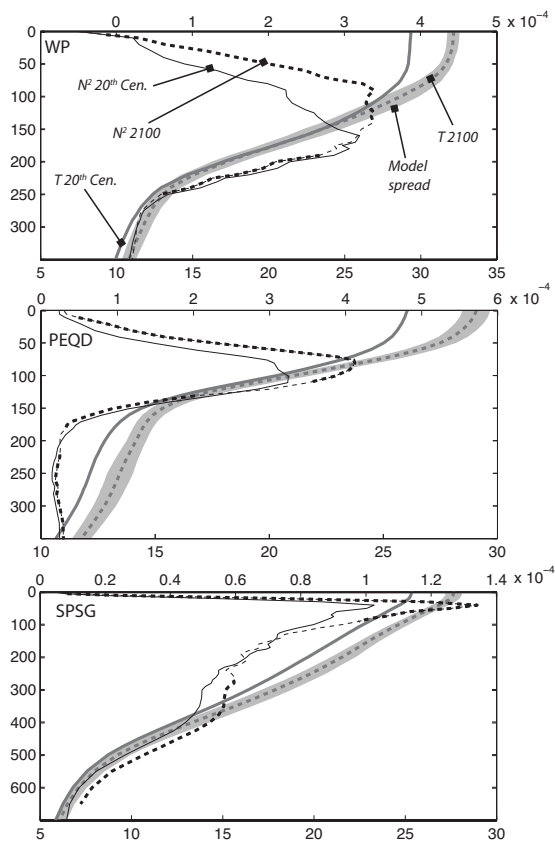 0 1 2 3 4 5 x 10⁻⁴
0
50
100
150
200
250
300
WP
N² 20th Cen.
N² 2100
T 2100
Model
spread
T 20th Cen.
5 10 15 20 25 30 35
0 1 2 3 4 5 6 x 10⁻⁴
0
50
100
150
200
250
300
PEQD
10 15 20 25 30
0 0.2 0.4 0.6 0.8 1 1.2 1.4 x 10⁻⁴
0
100
200
300
400
500
600
SPSG
5 10 15 20 25 30